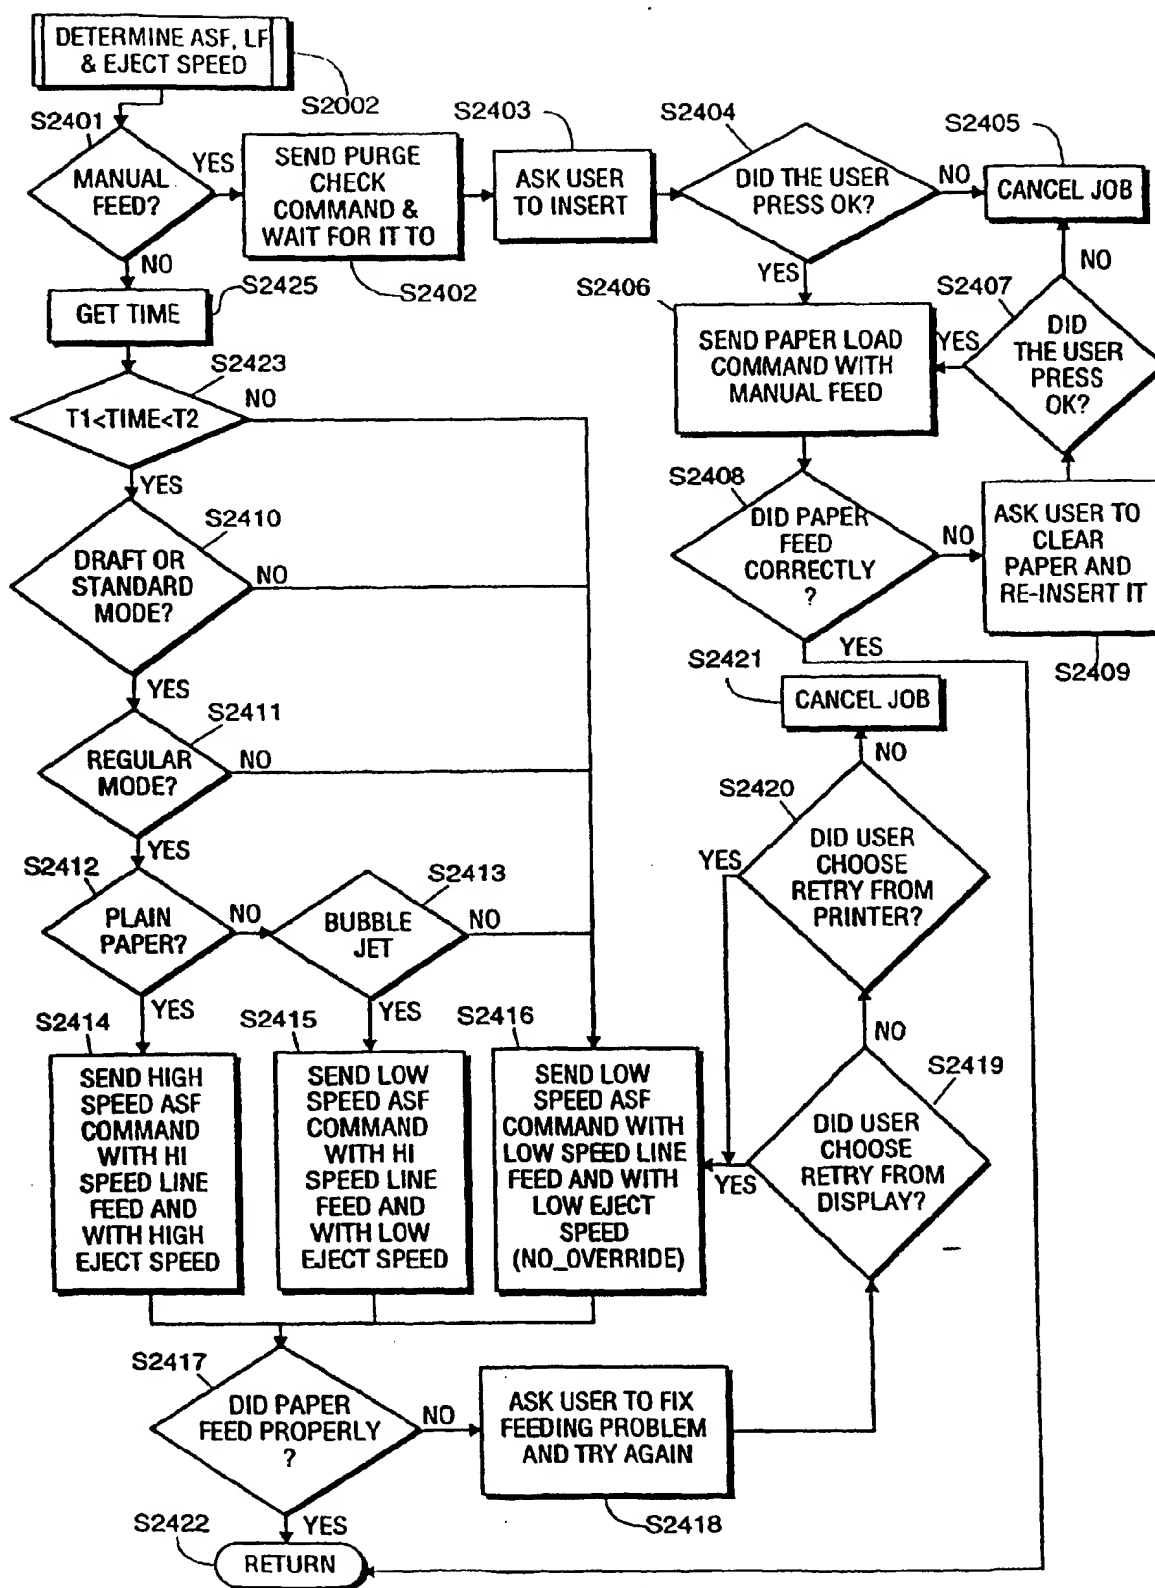 DETERMINE ASF, LF
& EJECT SPEED
S2002
S2401
MANUAL
FEED?
YES
NO
SEND PURGE
CHECK
COMMAND &
WAIT FOR IT TO
S2402
S2403
ASK USER
TO INSERT
S2404
DID THE USER
PRESS OK?
NO
YES
S2405
CANCEL JOB
NO
S2406
SEND PAPER LOAD
COMMAND WITH
MANUAL FEED
YES
S2407
DID
THE USER
PRESS
OK?
S2425
GET TIME
S2423
T1<TIME<T2
NO
YES
S2408
DID PAPER
FEED
CORRECTLY
?
NO
YES
ASK USER TO
CLEAR
PAPER AND
RE-INSERT IT
S2409
S2410
DRAFT OR
STANDARD
MODE?
NO
YES
S2411
REGULAR
MODE?
NO
YES
S2421
CANCEL JOB
NO
S2420
DID USER
CHOOSE
RETRY FROM
PRINTER?
YES
NO
S2412
PLAIN
PAPER?
NO
YES
S2413
BUBBLE
JET
NO
YES
S2414
SEND HIGH
SPEED ASF
COMMAND
WITH HI
SPEED LINE
FEED AND
WITH HIGH
EJECT SPEED
S2415
SEND LOW
SPEED ASF
COMMAND
WITH HI
SPEED LINE
FEED AND
WITH LOW
EJECT SPEED
S2416
SEND LOW
SPEED ASF
COMMAND WITH
LOW SPEED LINE
FEED AND WITH
LOW EJECT
SPEED
(NO_OVERRIDE)
S2419
DID USER
CHOOSE
RETRY FROM
DISPLAY?
YES
S2417
DID PAPER
FEED PROPERLY
?
NO
YES
ASK USER TO FIX
FEEDING PROBLEM
AND TRY AGAIN
S2418
S2422
RETURN